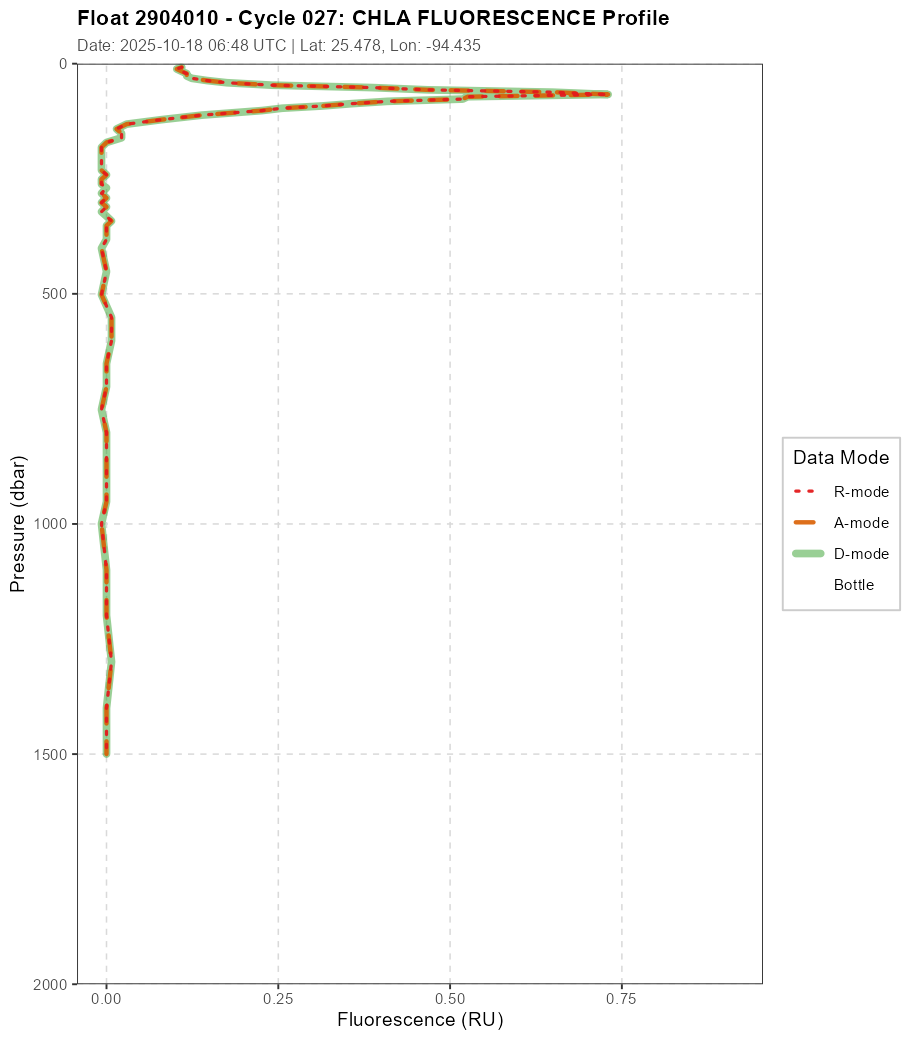 Float 2904010 - Cycle 027: CHLA FLUORESCENCE Profile
Date: 2025-10-18 06:48 UTC | Lat: 25.478, Lon: -94.435
0
500
1000
1500
2000
Pressure (dbar)
0.00 0.25 0.50 0.75
Fluorescence (RU)
Data Mode
R-mode
A-mode
D-mode
Bottle